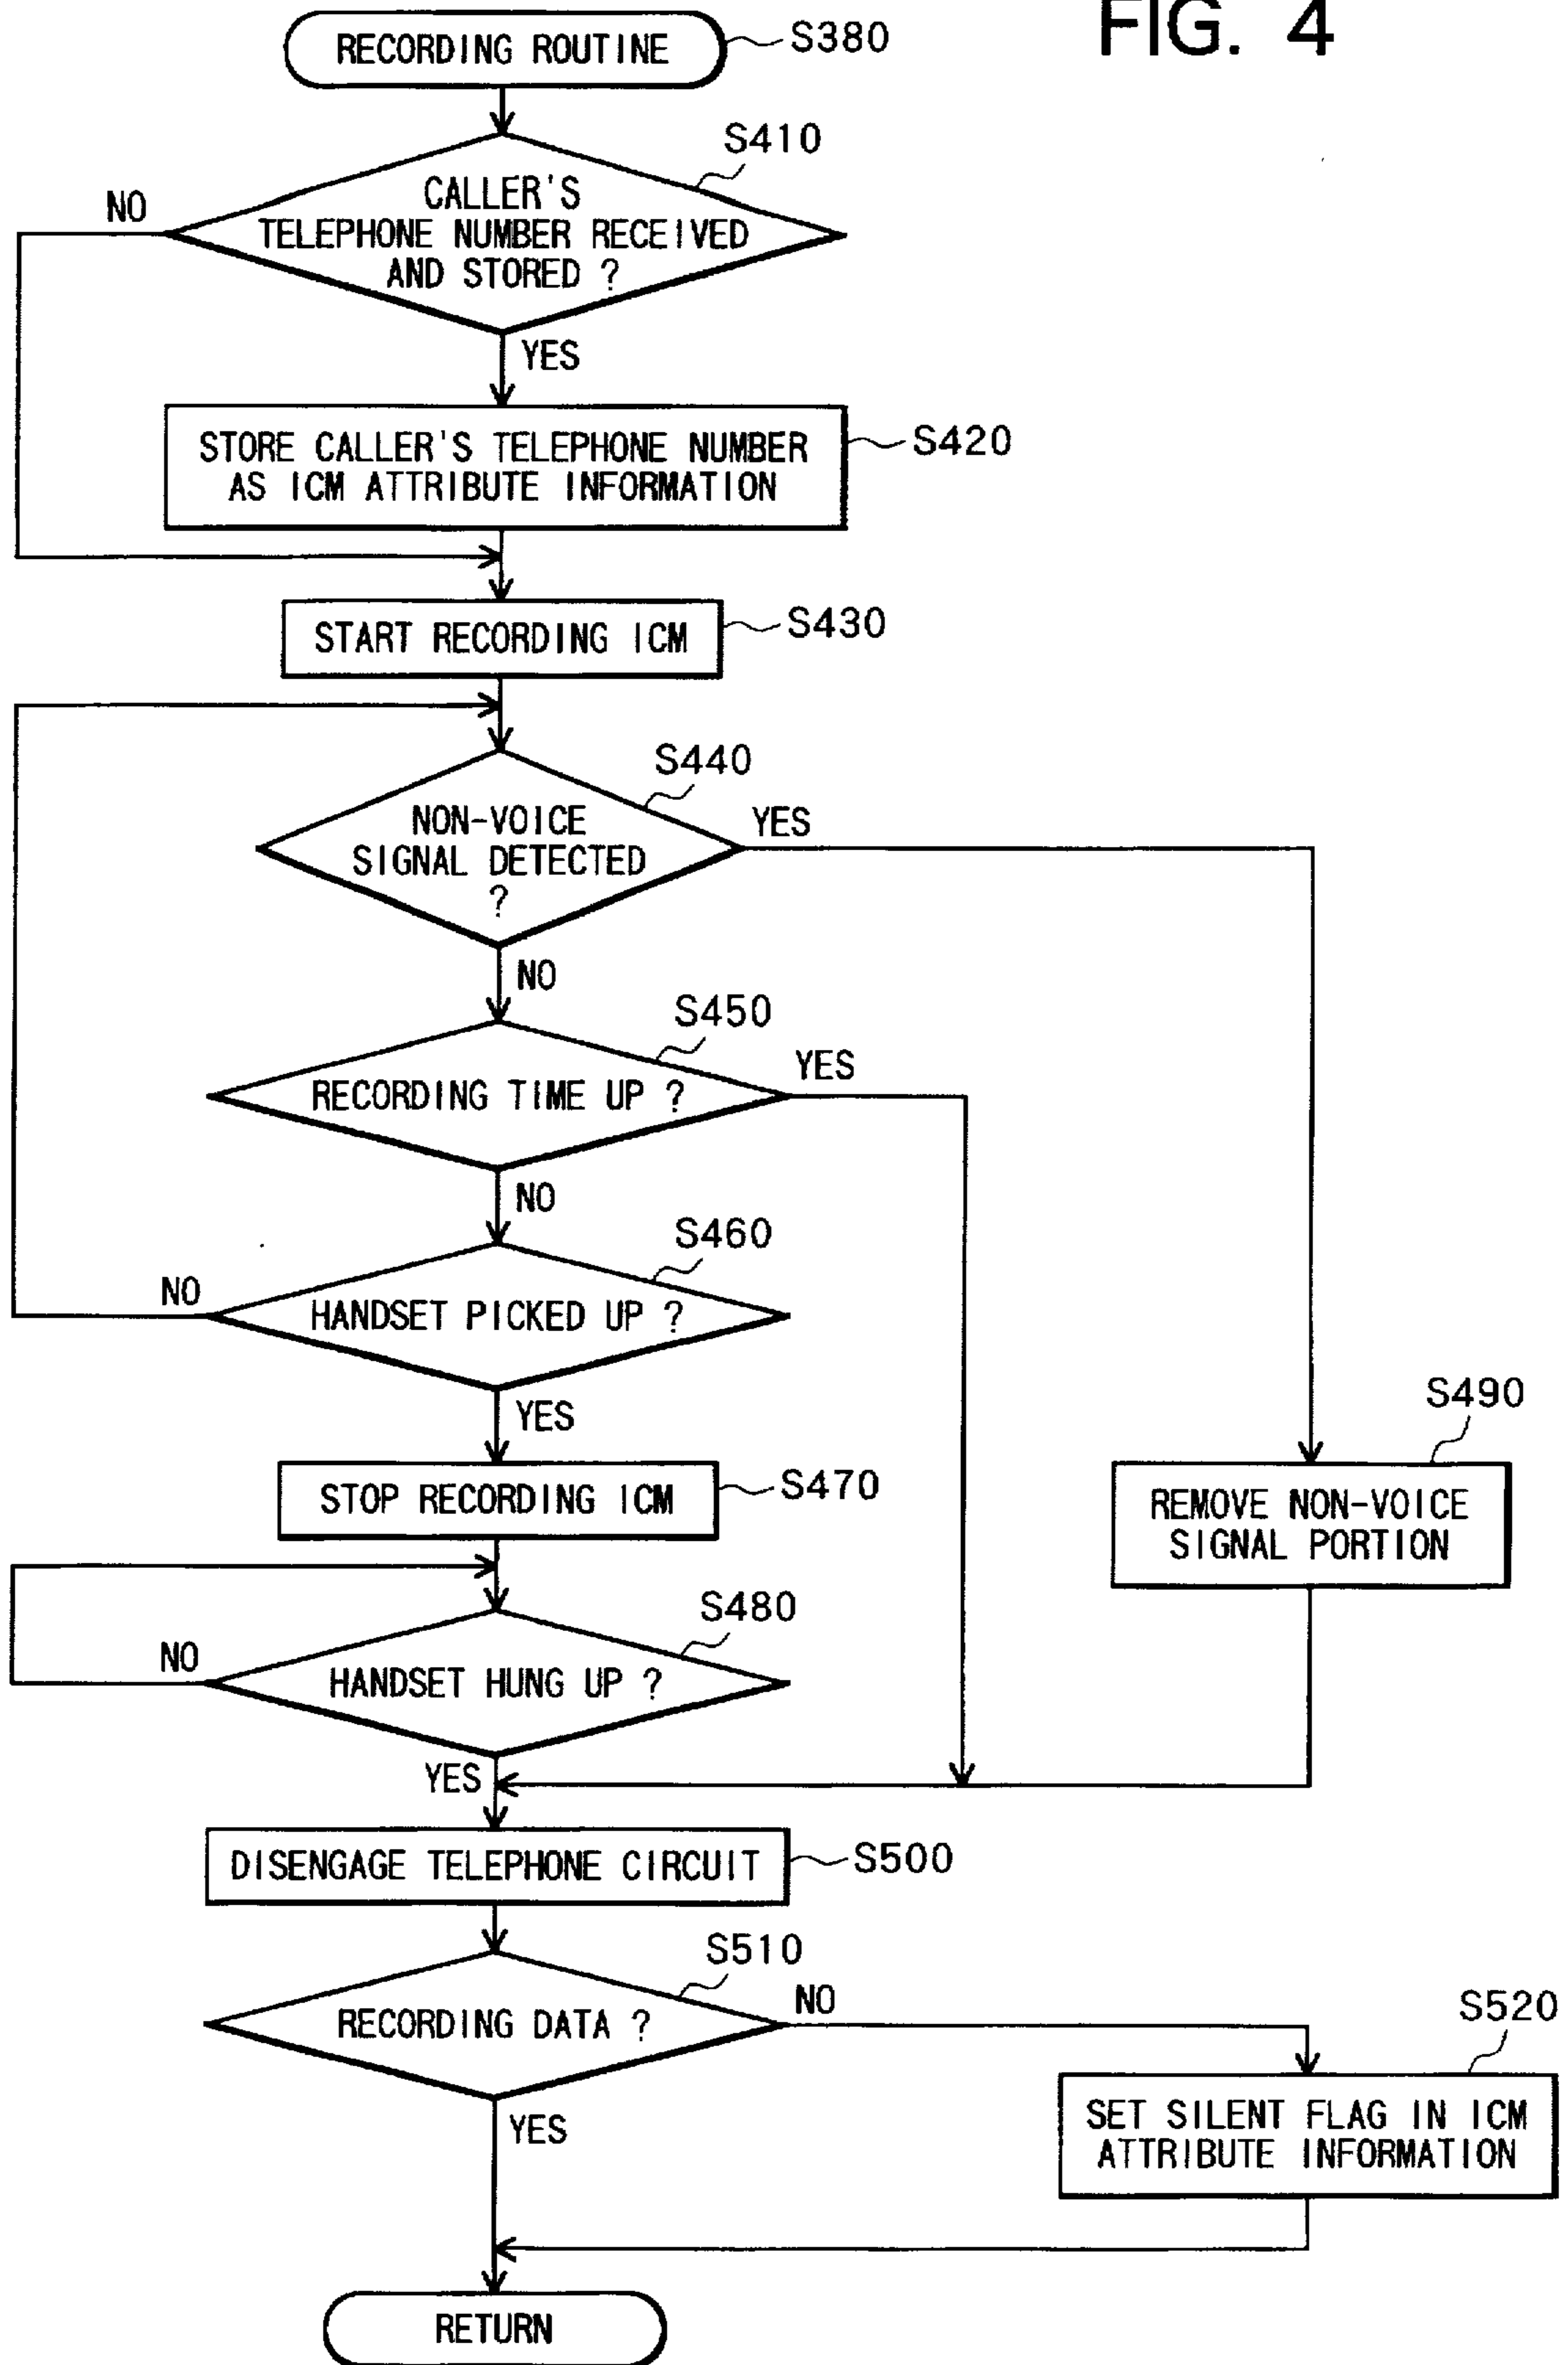 FIG. 4
RECORDING ROUTINE
S380
S410
CALLER'S
TELEPHONE NUMBER RECEIVED
AND STORED ?
NO
YES
STORE CALLER'S TELEPHONE NUMBER
AS ICM ATTRIBUTE INFORMATION
S420
START RECORDING ICM
S430
S440
NON-VOICE
SIGNAL DETECTED
?
YES
NO
S450
RECORDING TIME UP ?
YES
NO
S460
HANDSET PICKED UP ?
NO
YES
STOP RECORDING ICM
S470
S490
REMOVE NON-VOICE
SIGNAL PORTION
S480
HANDSET HUNG UP ?
NO
YES
DISENGAGE TELEPHONE CIRCUIT
S500
S510
RECORDING DATA ?
NO
YES
S520
SET SILENT FLAG IN ICM
ATTRIBUTE INFORMATION
RETURN